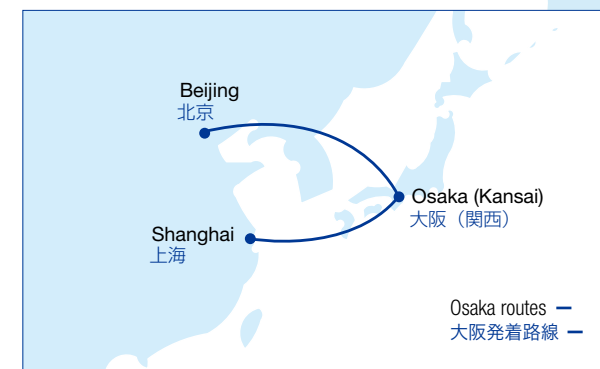 Beijing
北京
Osaka (Kansai)
大阪（関西）
Shanghai
上海
Osaka routes
大阪発着路線